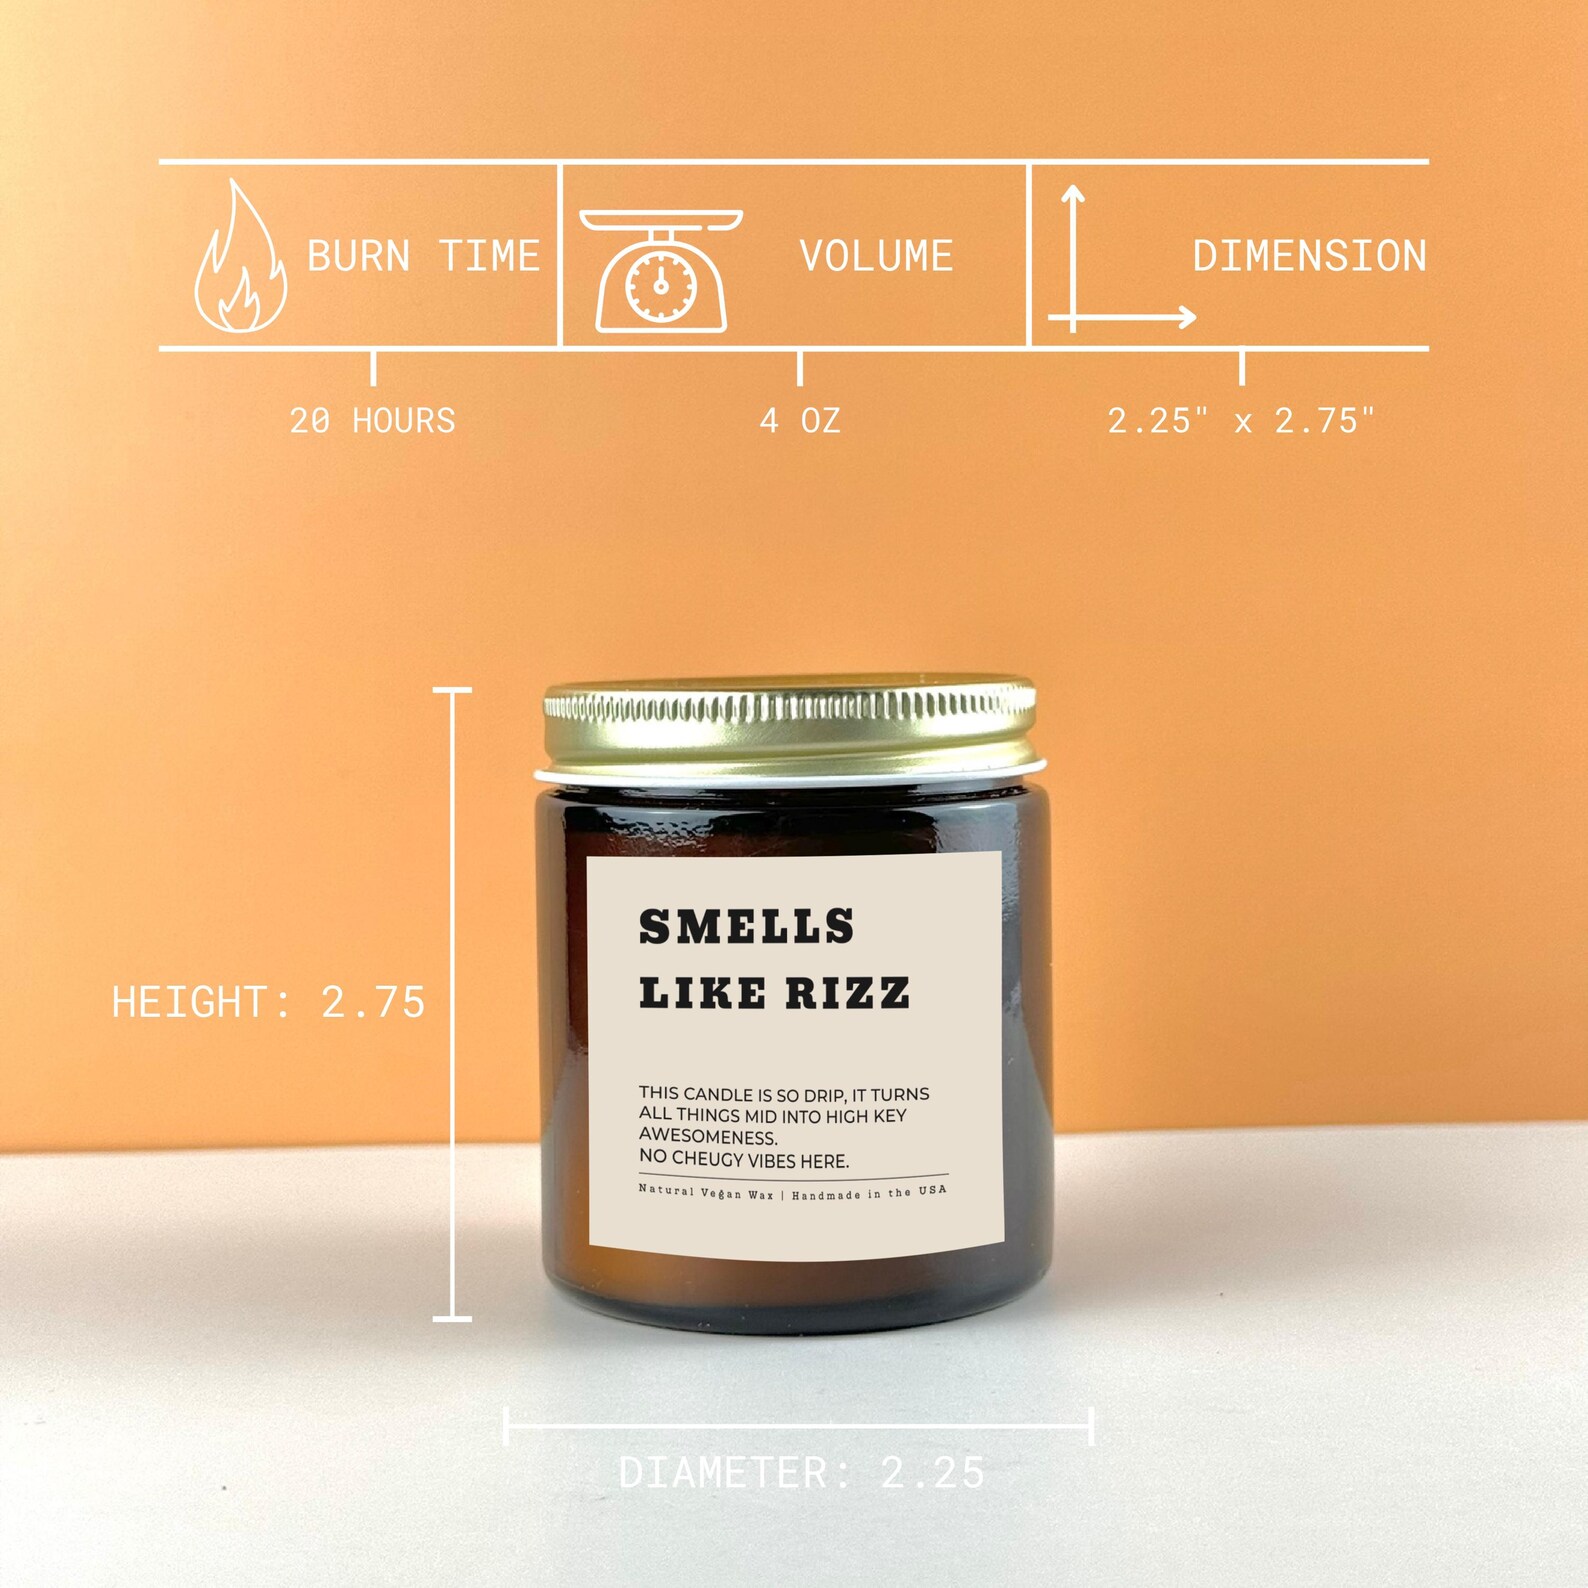 BURN TIME
VOLUME
DIMENSION
20 HOURS
4 OZ
2.25" x 2.75"
HEIGHT: 2.75
SMELLS
LIKE RIZZ
THIS CANDLE IS SO DRIP, IT TURNS
ALL THINGS MID INTO HIGH KEY
AWESOMENESS.
NO CHEUGY VIBES HERE.
Natural Vegan Wax | Handmade in the USA
DIAMETER: 2.25